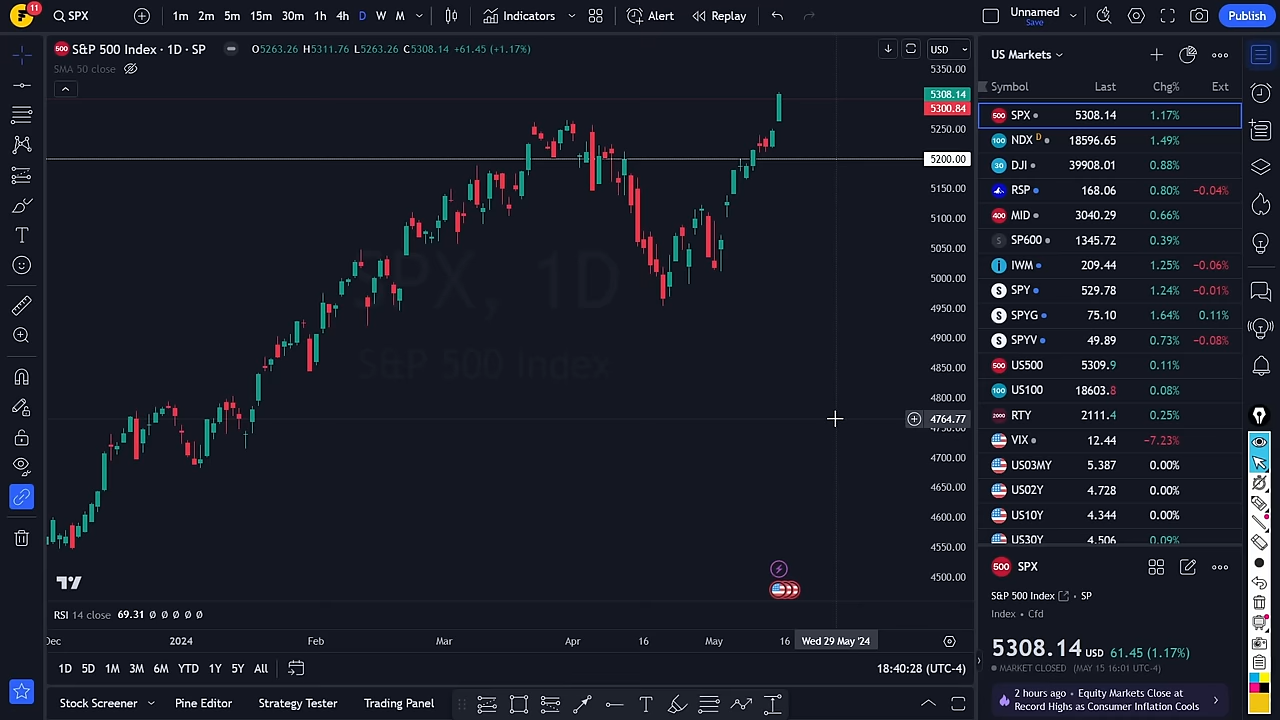 11
SPX
1m 2m 5m 15m 30m 1h 4h D W M
Indicators
Alert
Replay
Unnamed
Save
Publish
500 S&P 500 Index · 1D · SP
O5263.26 H5311.76 L5263.26 C5308.14 +61.45 (+1.17%)
SMA 50 close
USD
5350.00
5308.14
5300.84
5250.00
5200.00
5150.00
5100.00
5050.00
5000.00
4950.00
4900.00
4850.00
4800.00
4764.77
4750.00
4700.00
4650.00
4600.00
4550.00
4500.00
SPX, 1D
S&P 500 Index
RSI 14 close 69.31 Ø Ø Ø Ø Ø
Dec 2024 Feb Mar Apr 16 May 16 Wed 29 May '24
1D 5D 1M 3M 6M YTD 1Y 5Y All
18:40:28 (UTC-4)
Stock Screener
Pine Editor
Strategy Tester
Trading Panel
US Markets
Symbol Last Chg% Ext
500 SPX 5308.14 1.17%
100 NDX D 18596.65 1.49%
30 DJI 39908.01 0.88%
RSP 168.06 0.80% −0.04%
400 MID 3040.29 0.66%
S SP600 1345.72 0.39%
IWM 209.44 1.25% −0.06%
S SPY 529.78 1.24% −0.01%
S SPYG 75.10 1.64% 0.11%
S SPYV 49.89 0.73% −0.08%
500 US500 5309.9 0.11%
100 US100 18603.8 0.08%
2000 RTY 2111.4 0.25%
VIX 12.44 −7.23%
US03MY 5.387 0.00%
US02Y 4.728 0.00%
US10Y 4.344 0.00%
US30Y 4.506 0.09%
500 SPX
S&P 500 Index · SP
Index · Cfd
5308.14 USD 61.45 (1.17%)
MARKET CLOSED (MAY 15 16:01 UTC-4)
2 hours ago · Equity Markets Close at
Record Highs as Consumer Inflation Cools